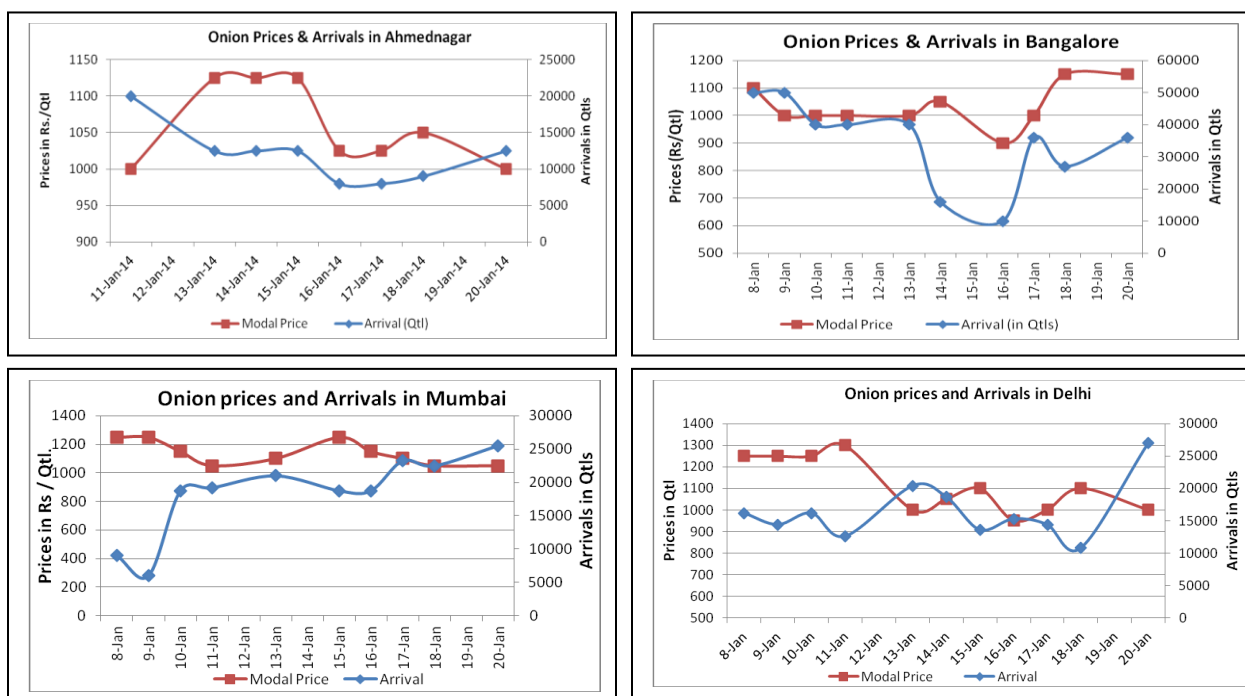 Onion Prices & Arrivals in Ahmednagar
Prices in Rs./Qtl
1150
1100
1050
1000
950
900
25000
20000
15000
10000
5000
0
Arrivals in Qtls
11-Jan-14 12-Jan-14 13-Jan-14 14-Jan-14 15-Jan-14 16-Jan-14 17-Jan-14 18-Jan-14 19-Jan-14 20-Jan-14
Modal Price Arrival (Qtl)
Onion Prices & Arrivals in Bangalore
Prices (Rs/Qtl)
1200
1100
1000
900
800
700
600
500
60000
50000
40000
30000
20000
10000
0
Arrivals in Qtls
8-Jan 9-Jan 10-Jan 11-Jan 12-Jan 13-Jan 14-Jan 15-Jan 16-Jan 17-Jan 18-Jan 19-Jan 20-Jan
Modal Price Arrival (in Qtls)
Onion prices and Arrivals in Mumbai
Prices in Rs / Qtl.
1400
1200
1000
800
600
400
200
0
30000
25000
20000
15000
10000
5000
0
Arrivals in Qtls
8-Jan 9-Jan 10-Jan 11-Jan 12-Jan 13-Jan 14-Jan 15-Jan 16-Jan 17-Jan 18-Jan 19-Jan 20-Jan
Modal Price Arrival
Onion prices and Arrivals in Delhi
Prices in Qtl
1400
1300
1200
1100
1000
900
800
700
600
500
30000
25000
20000
15000
10000
5000
0
Arrivals in Qtls
8-Jan 9-Jan 10-Jan 11-Jan 12-Jan 13-Jan 14-Jan 15-Jan 16-Jan 17-Jan 18-Jan 19-Jan 20-Jan
Modal Price Arrival